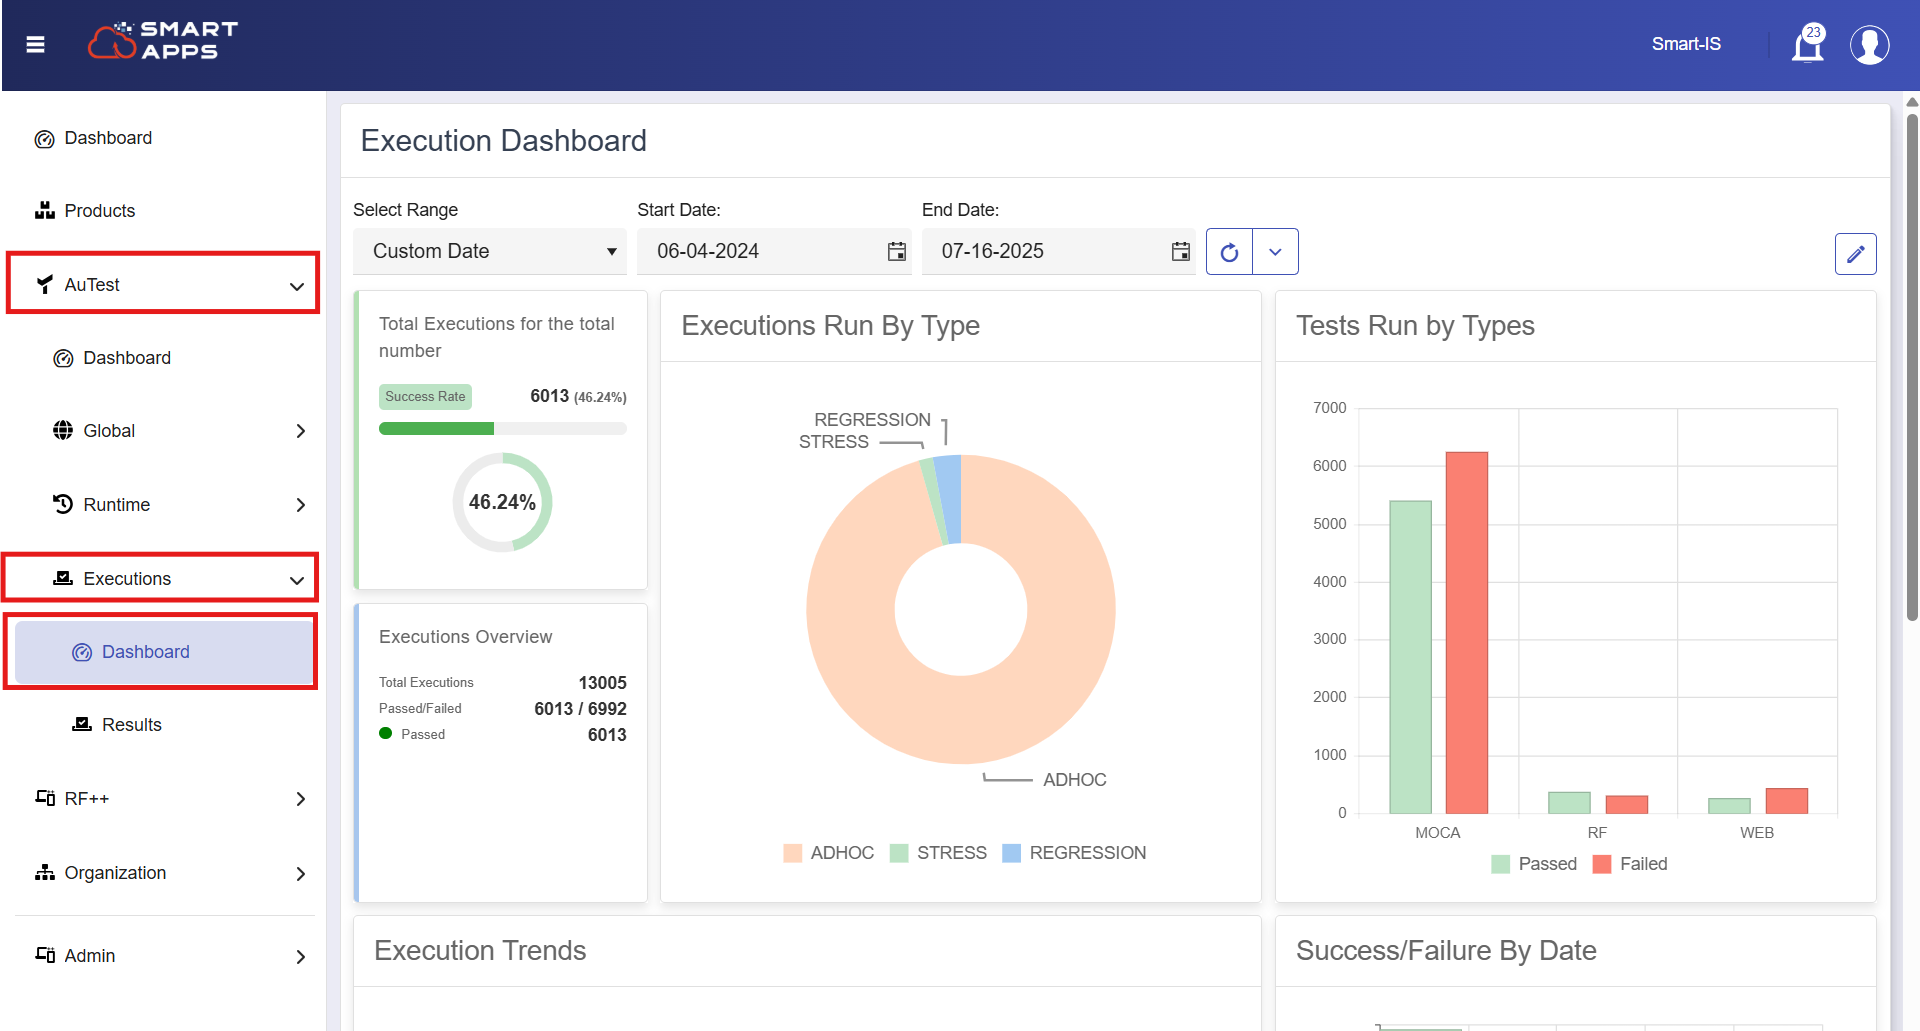 SMART
APPS
Smart-IS
23
Dashboard
Products
AuTest
Dashboard
Global
Runtime
Executions
Dashboard
Results
RF++
Organization
Admin
Execution Dashboard
Select Range
Start Date:
End Date:
Custom Date
06-04-2024
07-16-2025
Total Executions for the total
number
Success Rate
6013 (46.24%)
46.24%
Executions Overview
Total Executions
13005
Passed/Failed
6013 / 6992
Passed
6013
Executions Run By Type
REGRESSION
STRESS
ADHOC
ADHOC
STRESS
REGRESSION
Tests Run by Types
7000
6000
5000
4000
3000
2000
1000
0
MOCA
RF
WEB
Passed
Failed
Execution Trends
Success/Failure By Date